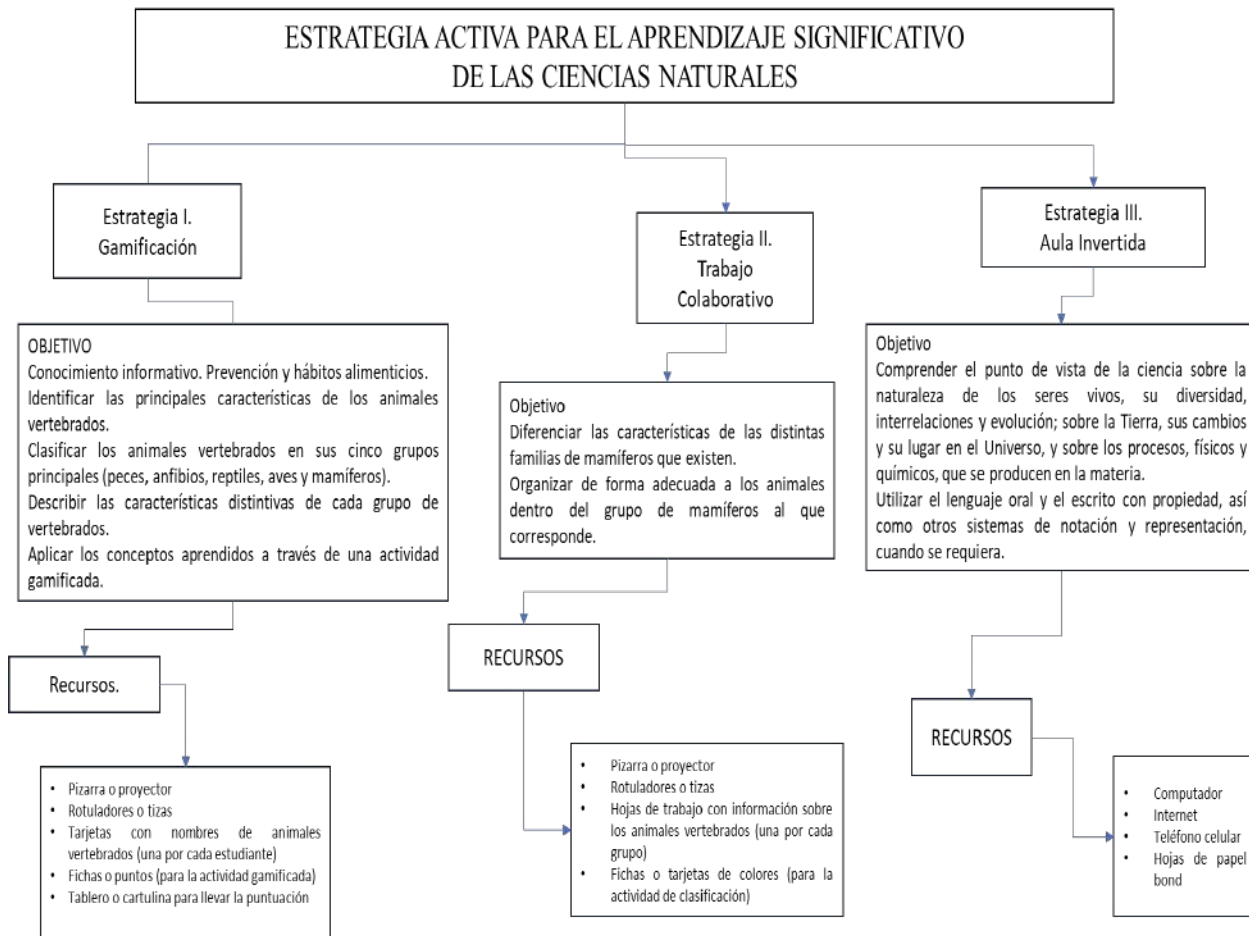 ESTRATEGIA ACTIVA PARA EL APRENDIZAJE SIGNIFICATIVO
DE LAS CIENCIAS NATURALES
Estrategia I.
Gamificación
Estrategia II.
Trabajo
Colaborativo
Estrategia III.
Aula Invertida
OBJETIVO
Conocimiento informativo. Prevención y hábitos alimenticios.
Identificar las principales características de los animales
vertebrados.
Clasificar los animales vertebrados en sus cinco grupos
principales (peces, anfibios, reptiles, aves y mamíferos).
Describir las características distintivas de cada grupo de
vertebrados.
Aplicar los conceptos aprendidos a través de una actividad
gamificada.
Objetivo
Diferenciar las características de las distintas
familias de mamíferos que existen.
Organizar de forma adecuada a los animales
dentro del grupo de mamíferos al que
corresponde.
Objetivo
Comprender el punto de vista de la ciencia sobre la
naturaleza de los seres vivos, su diversidad,
interrelaciones y evolución; sobre la Tierra, sus cambios
y su lugar en el Universo, y sobre los procesos, físicos y
químicos, que se producen en la materia.
Utilizar el lenguaje oral y el escrito con propiedad, así
como otros sistemas de notación y representación,
cuando se requiera.
Recursos.
RECURSOS
RECURSOS
• Pizarra o proyector
• Rotuladores o tizas
• Tarjetas con nombres de animales
vertebrados (una por cada estudiante)
• Fichas o puntos (para la actividad gamificada)
• Tablero o cartulina para llevar la puntuación
• Pizarra o proyector
• Rotuladores o tizas
• Hojas de trabajo con información sobre
los animales vertebrados (una por cada
grupo)
• Fichas o tarjetas de colores (para la
actividad de clasificación)
• Computador
• Internet
• Teléfono celular
• Hojas de papel
bond